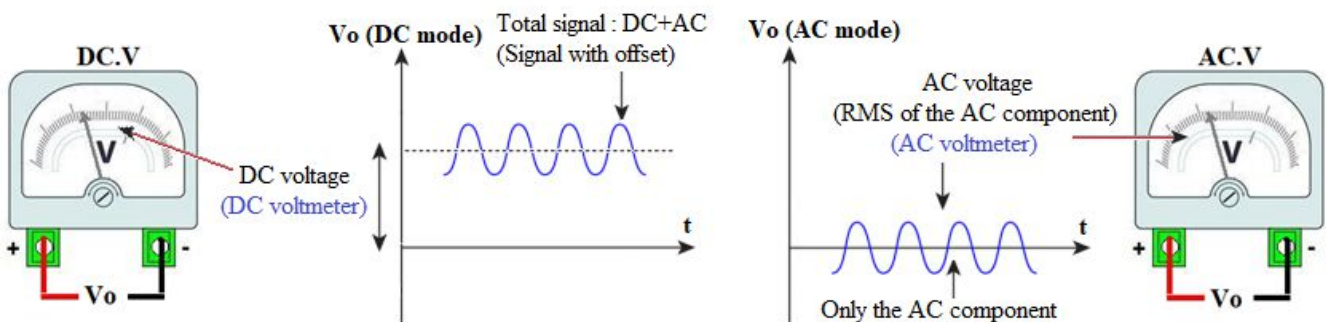 DC.V
V
+
-
Vo
DC voltage
(DC voltmeter)
Vo (DC mode)
Total signal : DC+AC
(Signal with offset)
t
Vo (AC mode)
AC voltage
(RMS of the AC component)
(AC voltmeter)
t
Only the AC component
AC.V
V
+
-
Vo